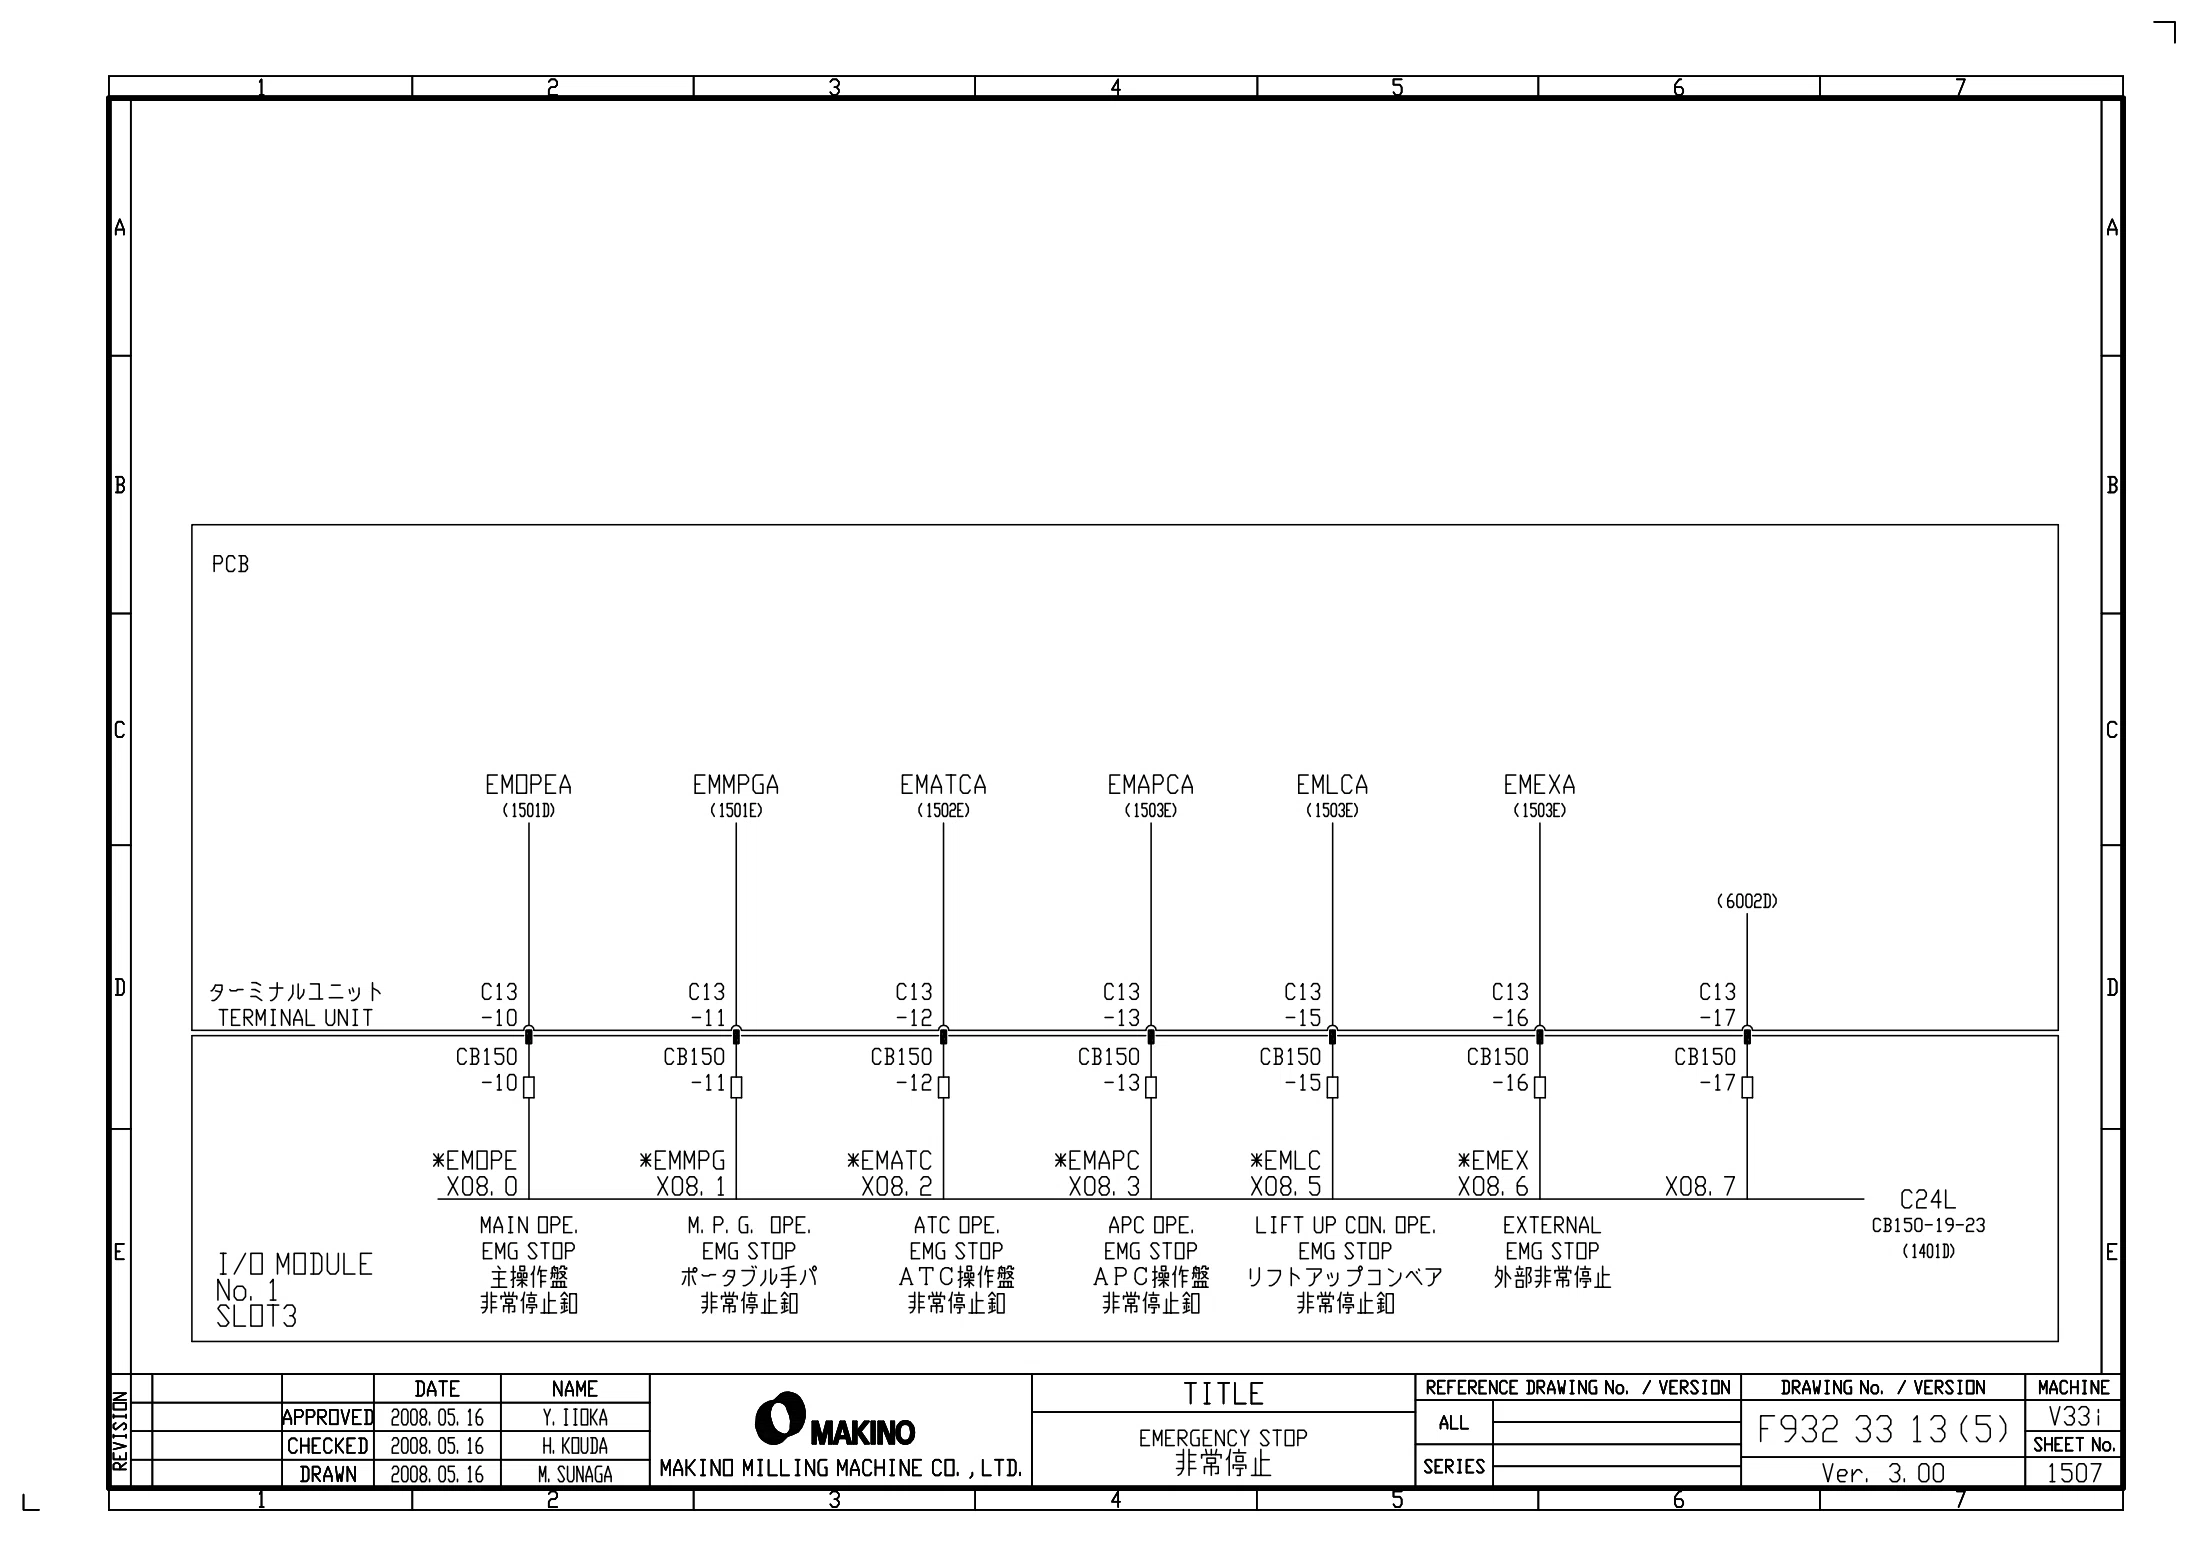 1 2 3 4 5 6 7
A A
B B
PCB
C C
EMOPEA EMMPGA EMATCA EMAPCA EMLCA EMEXA
(1501D) (1501E) (1502E) (1503E) (1503E) (1503E)
(6002D)
D D
ターミナルユニット C13 C13 C13 C13 C13 C13 C13
TERMINAL UNIT -10 -11 -12 -13 -15 -16 -17
CB150 CB150 CB150 CB150 CB150 CB150 CB150
-10 -11 -12 -13 -15 -16 -17
*EMOPE *EMMPG *EMATC *EMAPC *EMLC *EMEX
X08. 0 X08. 1 X08. 2 X08. 3 X08. 5 X08. 6 X08. 7
C24L
CB150-19-23
(1401D)
MAIN OPE. M. P. G. OPE. ATC OPE. APC OPE. LIFT UP CON. OPE. EXTERNAL
EMG STOP EMG STOP EMG STOP EMG STOP EMG STOP EMG STOP
主操作盤 ポータブル手パ ATC操作盤 APC操作盤 リフトアップコンベア 外部非常停止
非常停止釦 非常停止釦 非常停止釦 非常停止釦 非常停止釦
E E
I/O MODULE
No. 1
SLOT3
REVISION
DATE NAME
APPROVED 2008. 05. 16 Y. IIOKA
CHECKED 2008. 05. 16 H. KOUDA
DRAWN 2008. 05. 16 M. SUNAGA
MAKINO
MAKINO MILLING MACHINE CO. , LTD.
TITLE
EMERGENCY STOP
非常停止
REFERENCE DRAWING No. / VERSION
ALL
SERIES
DRAWING No. / VERSION
F932 33 13(5)
Ver. 3. 00
MACHINE
V33i
SHEET No.
1507
1 2 3 4 5 6 7